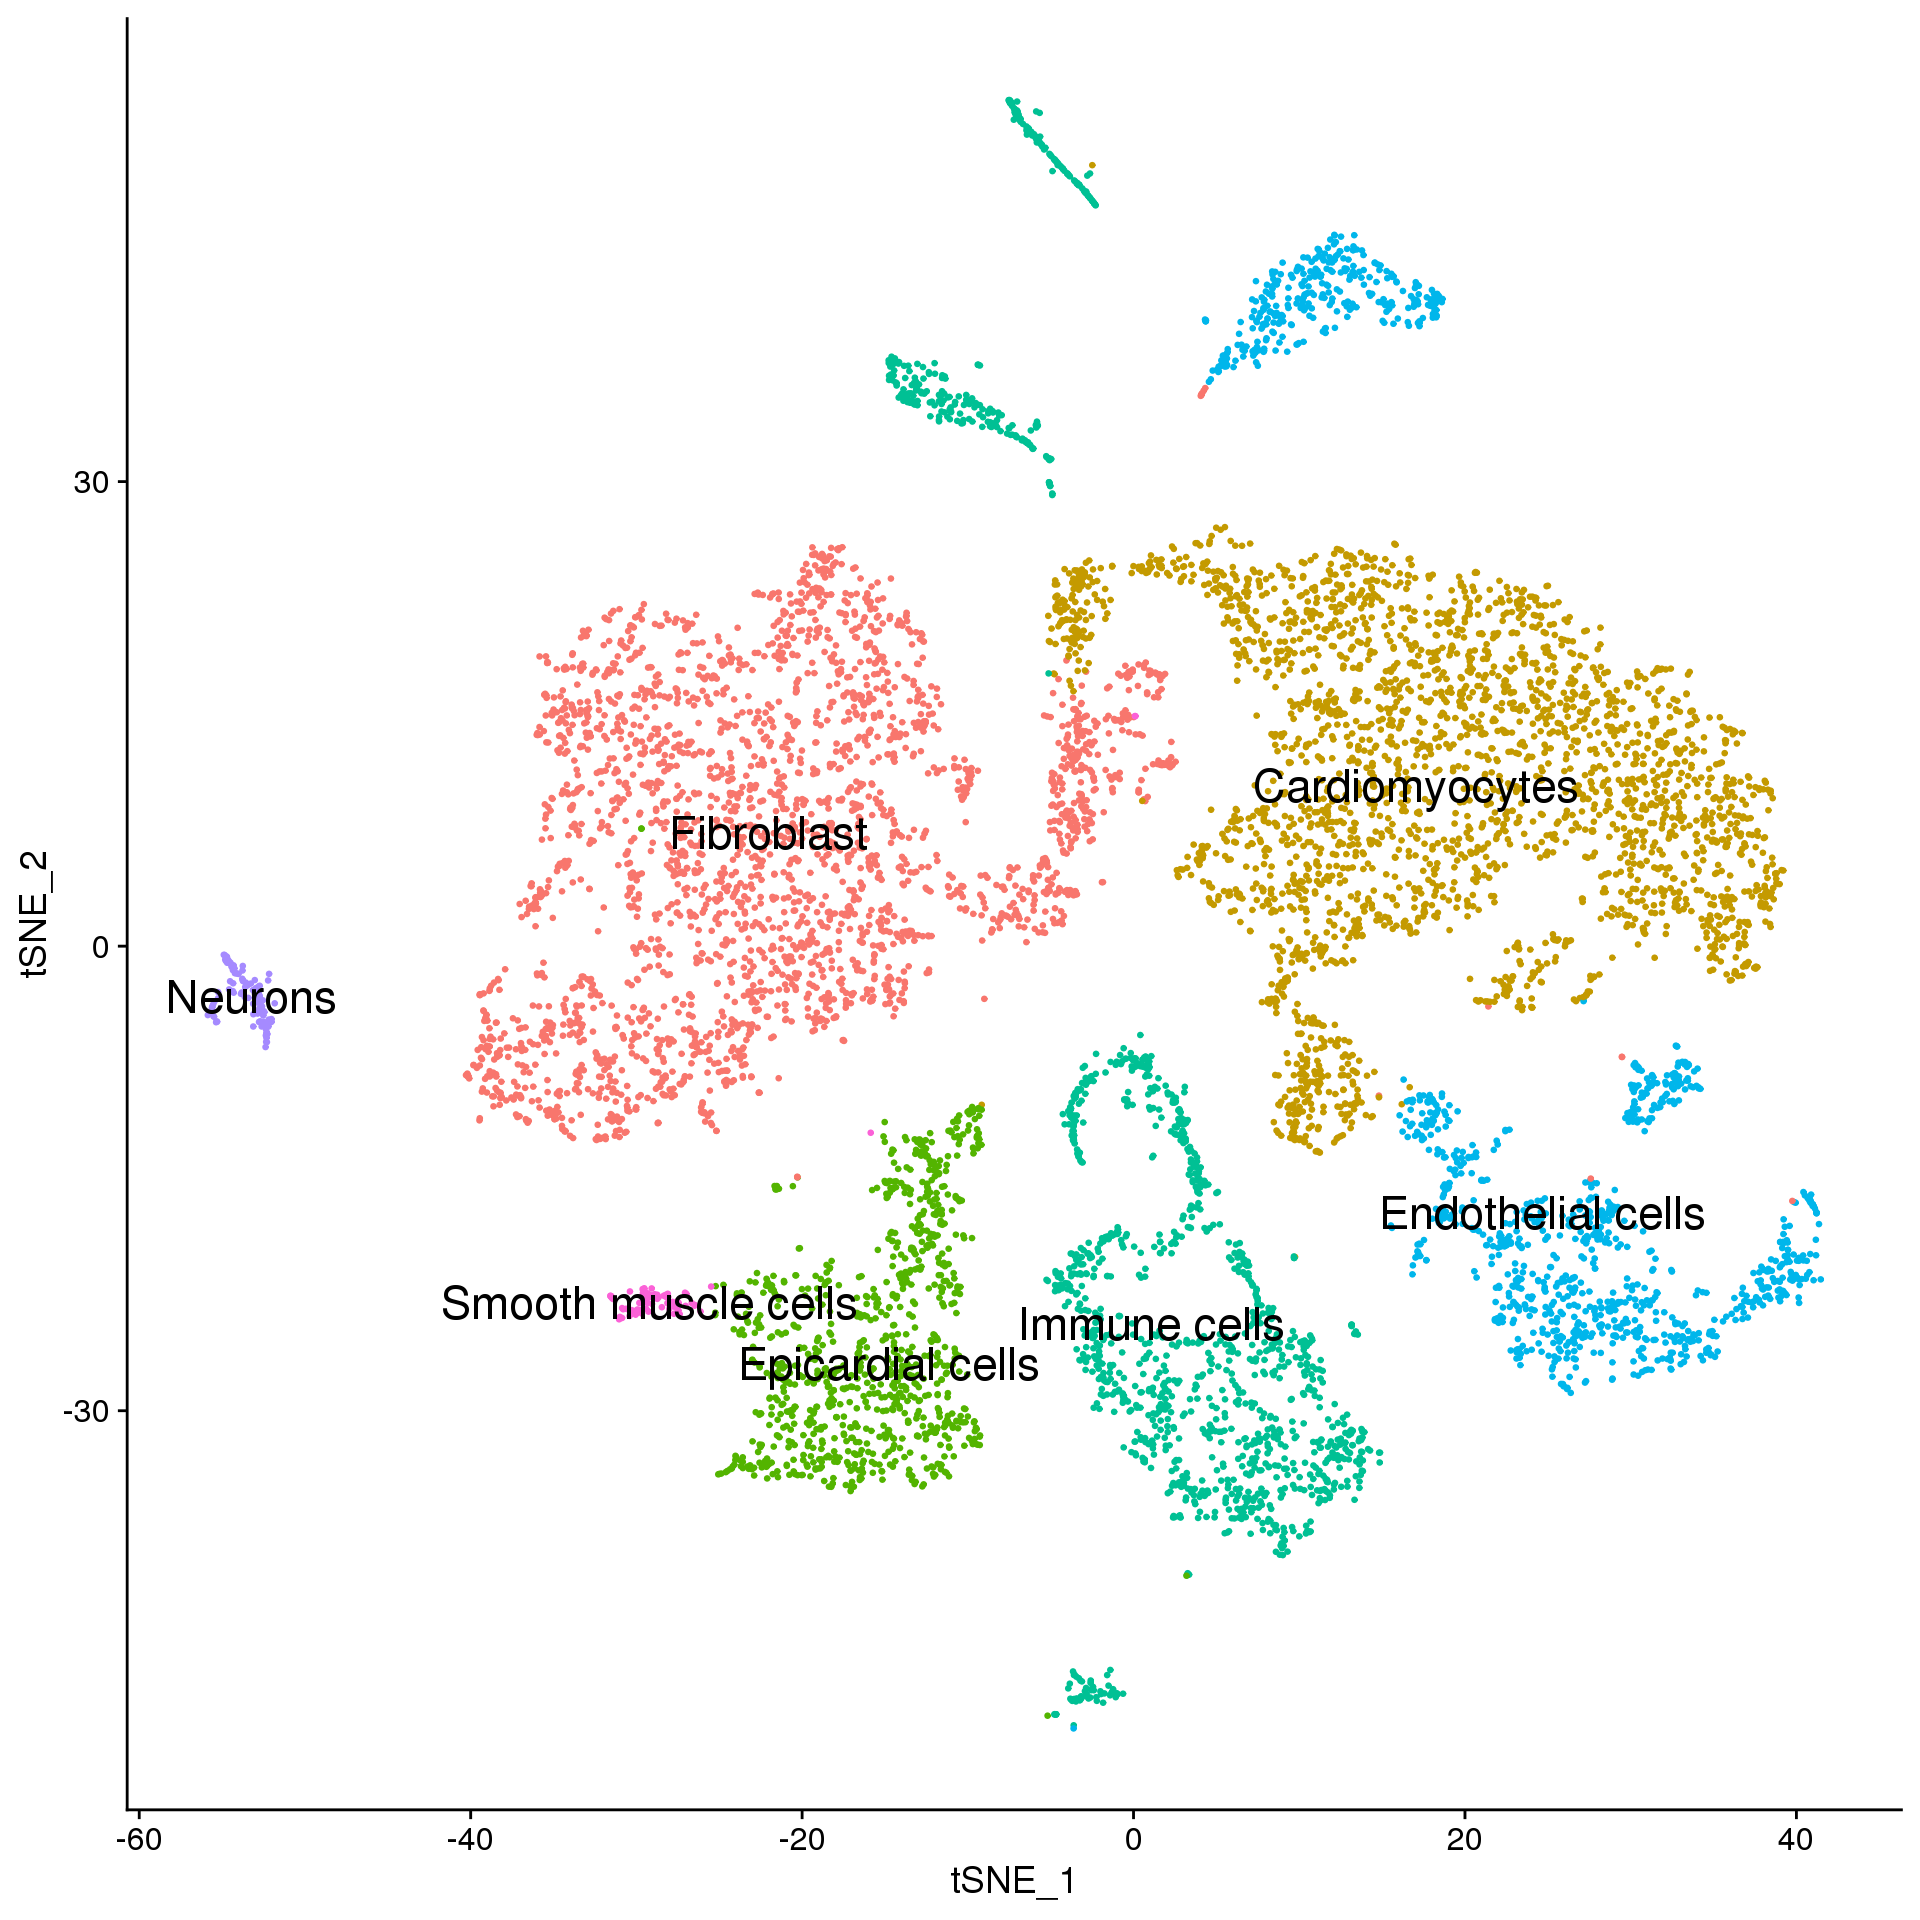 30
0
-30
tSNE_2
Cardiomyocytes
Fibroblast
Neurons
Endothelial cells
Smooth muscle cells
Immune cells
Epicardial cells
-60
-40
-20
0
20
40
tSNE_1